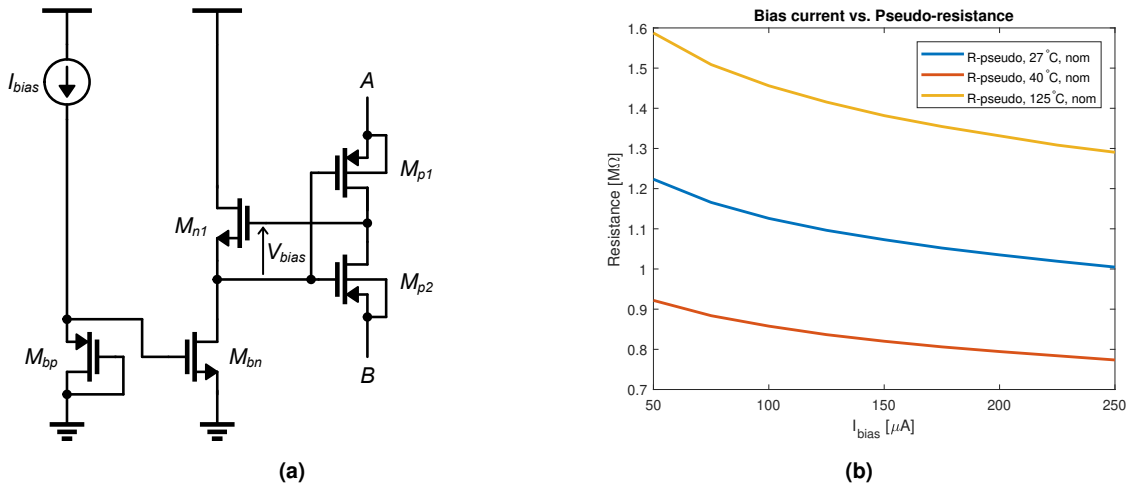 I_bias
M_bp
M_bn
M_n1
V_bias
A
M_p1
M_p2
B
(a)
Bias current vs. Pseudo-resistance
R-pseudo, 27°C, nom
R-pseudo, 40°C, nom
R-pseudo, 125°C, nom
Resistance [MΩ]
1.6
1.5
1.4
1.3
1.2
1.1
1
0.9
0.8
0.7
50 100 150 200 250
I_bias [μA]
(b)